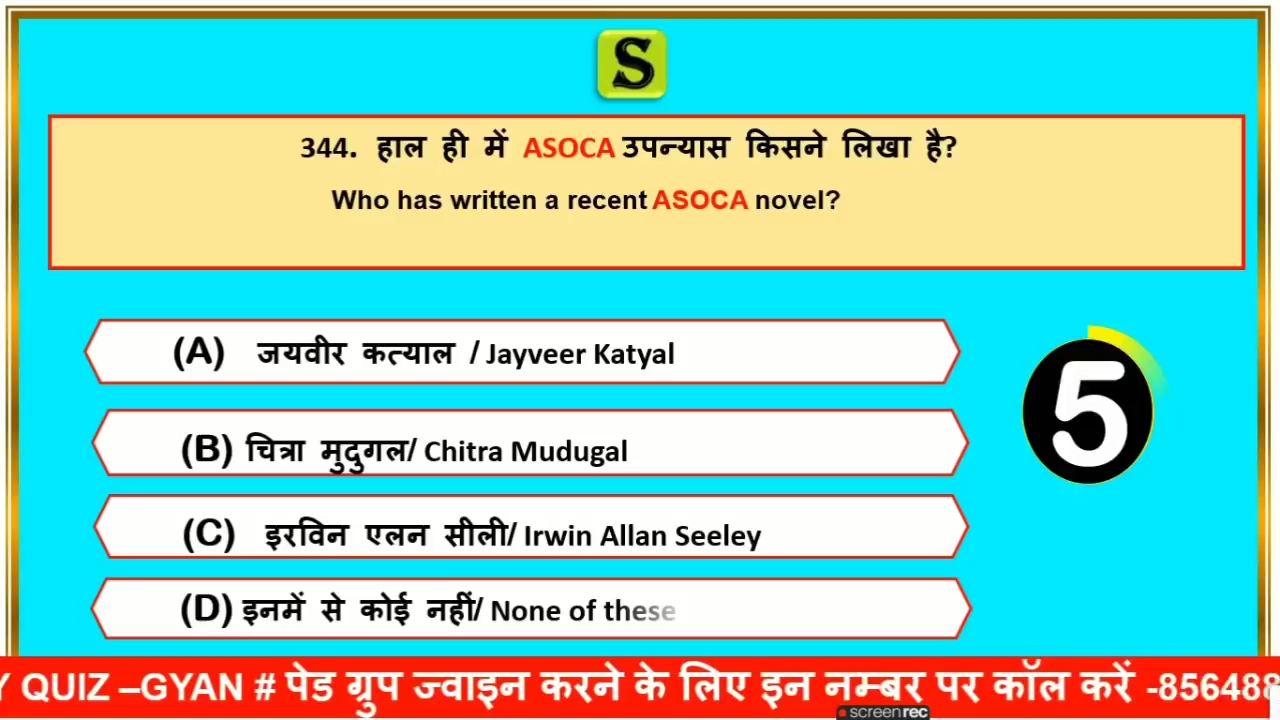 S
344. हाल ही में ASOCA उपन्यास किसने लिखा है?
Who has written a recent ASOCA novel?
(A) जयवीर कत्याल / Jayveer Katyal
5
(B) चित्रा मुदुगल/ Chitra Mudugal
(C) इरविन एलन सीली/ Irwin Allan Seeley
(D) इनमें से कोई नहीं/ None of these
Y QUIZ –GYAN # पेड ग्रुप ज्वाइन करने के लिए इन नम्बर पर कॉल करें -856488
screenrec